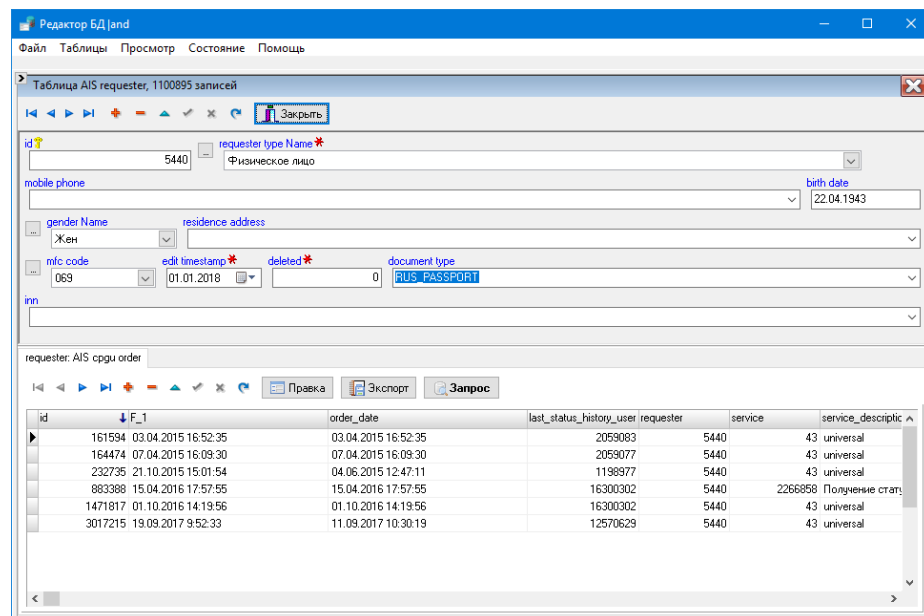 Редактор БД |and
Файл Таблицы Просмотр Состояние Помощь
Таблица AIS requester, 1100895 записей
Закрыть
id requester type Name
5440 ... Физическое лицо
mobile phone birth date
22.04.1943
gender Name residence address
... Жен
mfc code edit timestamp deleted document type
... 069 01.01.2018 0 RUS_PASSPORT
inn
requester: AIS cpgu order
Правка Экспорт Запрос
id F_1 order_date last_status_history_user requester service service_descriptic
161594 03.04.2015 16:52:35 03.04.2015 16:52:35 2059083 5440 43 universal
164474 07.04.2015 16:09:30 07.04.2015 16:09:30 2059077 5440 43 universal
232735 21.10.2015 15:01:54 04.06.2015 12:47:11 1198977 5440 43 universal
883388 15.04.2016 17:57:55 15.04.2016 17:57:55 16300302 5440 2266858 Получение стату
1471817 01.10.2016 14:19:56 01.10.2016 14:19:56 16300302 5440 43 universal
3017215 19.09.2017 9:52:33 11.09.2017 10:30:19 12570629 5440 43 universal